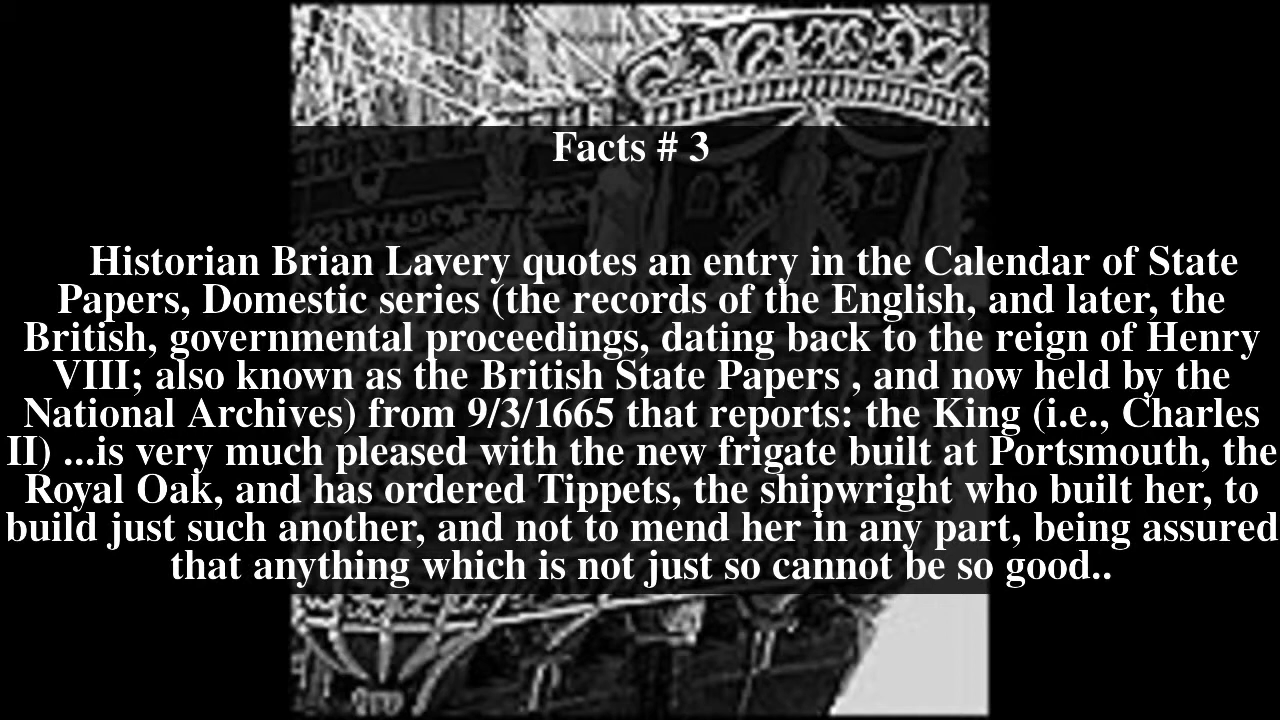 Facts # 3
Historian Brian Lavery quotes an entry in the Calendar of State
Papers, Domestic series (the records of the English, and later, the
British, governmental proceedings, dating back to the reign of Henry
VIII; also known as the British State Papers , and now held by the
National Archives) from 9/3/1665 that reports: the King (i.e., Charles
II) ...is very much pleased with the new frigate built at Portsmouth, the
Royal Oak, and has ordered Tippets, the shipwright who built her, to
build just such another, and not to mend her in any part, being assured
that anything which is not just so cannot be so good..